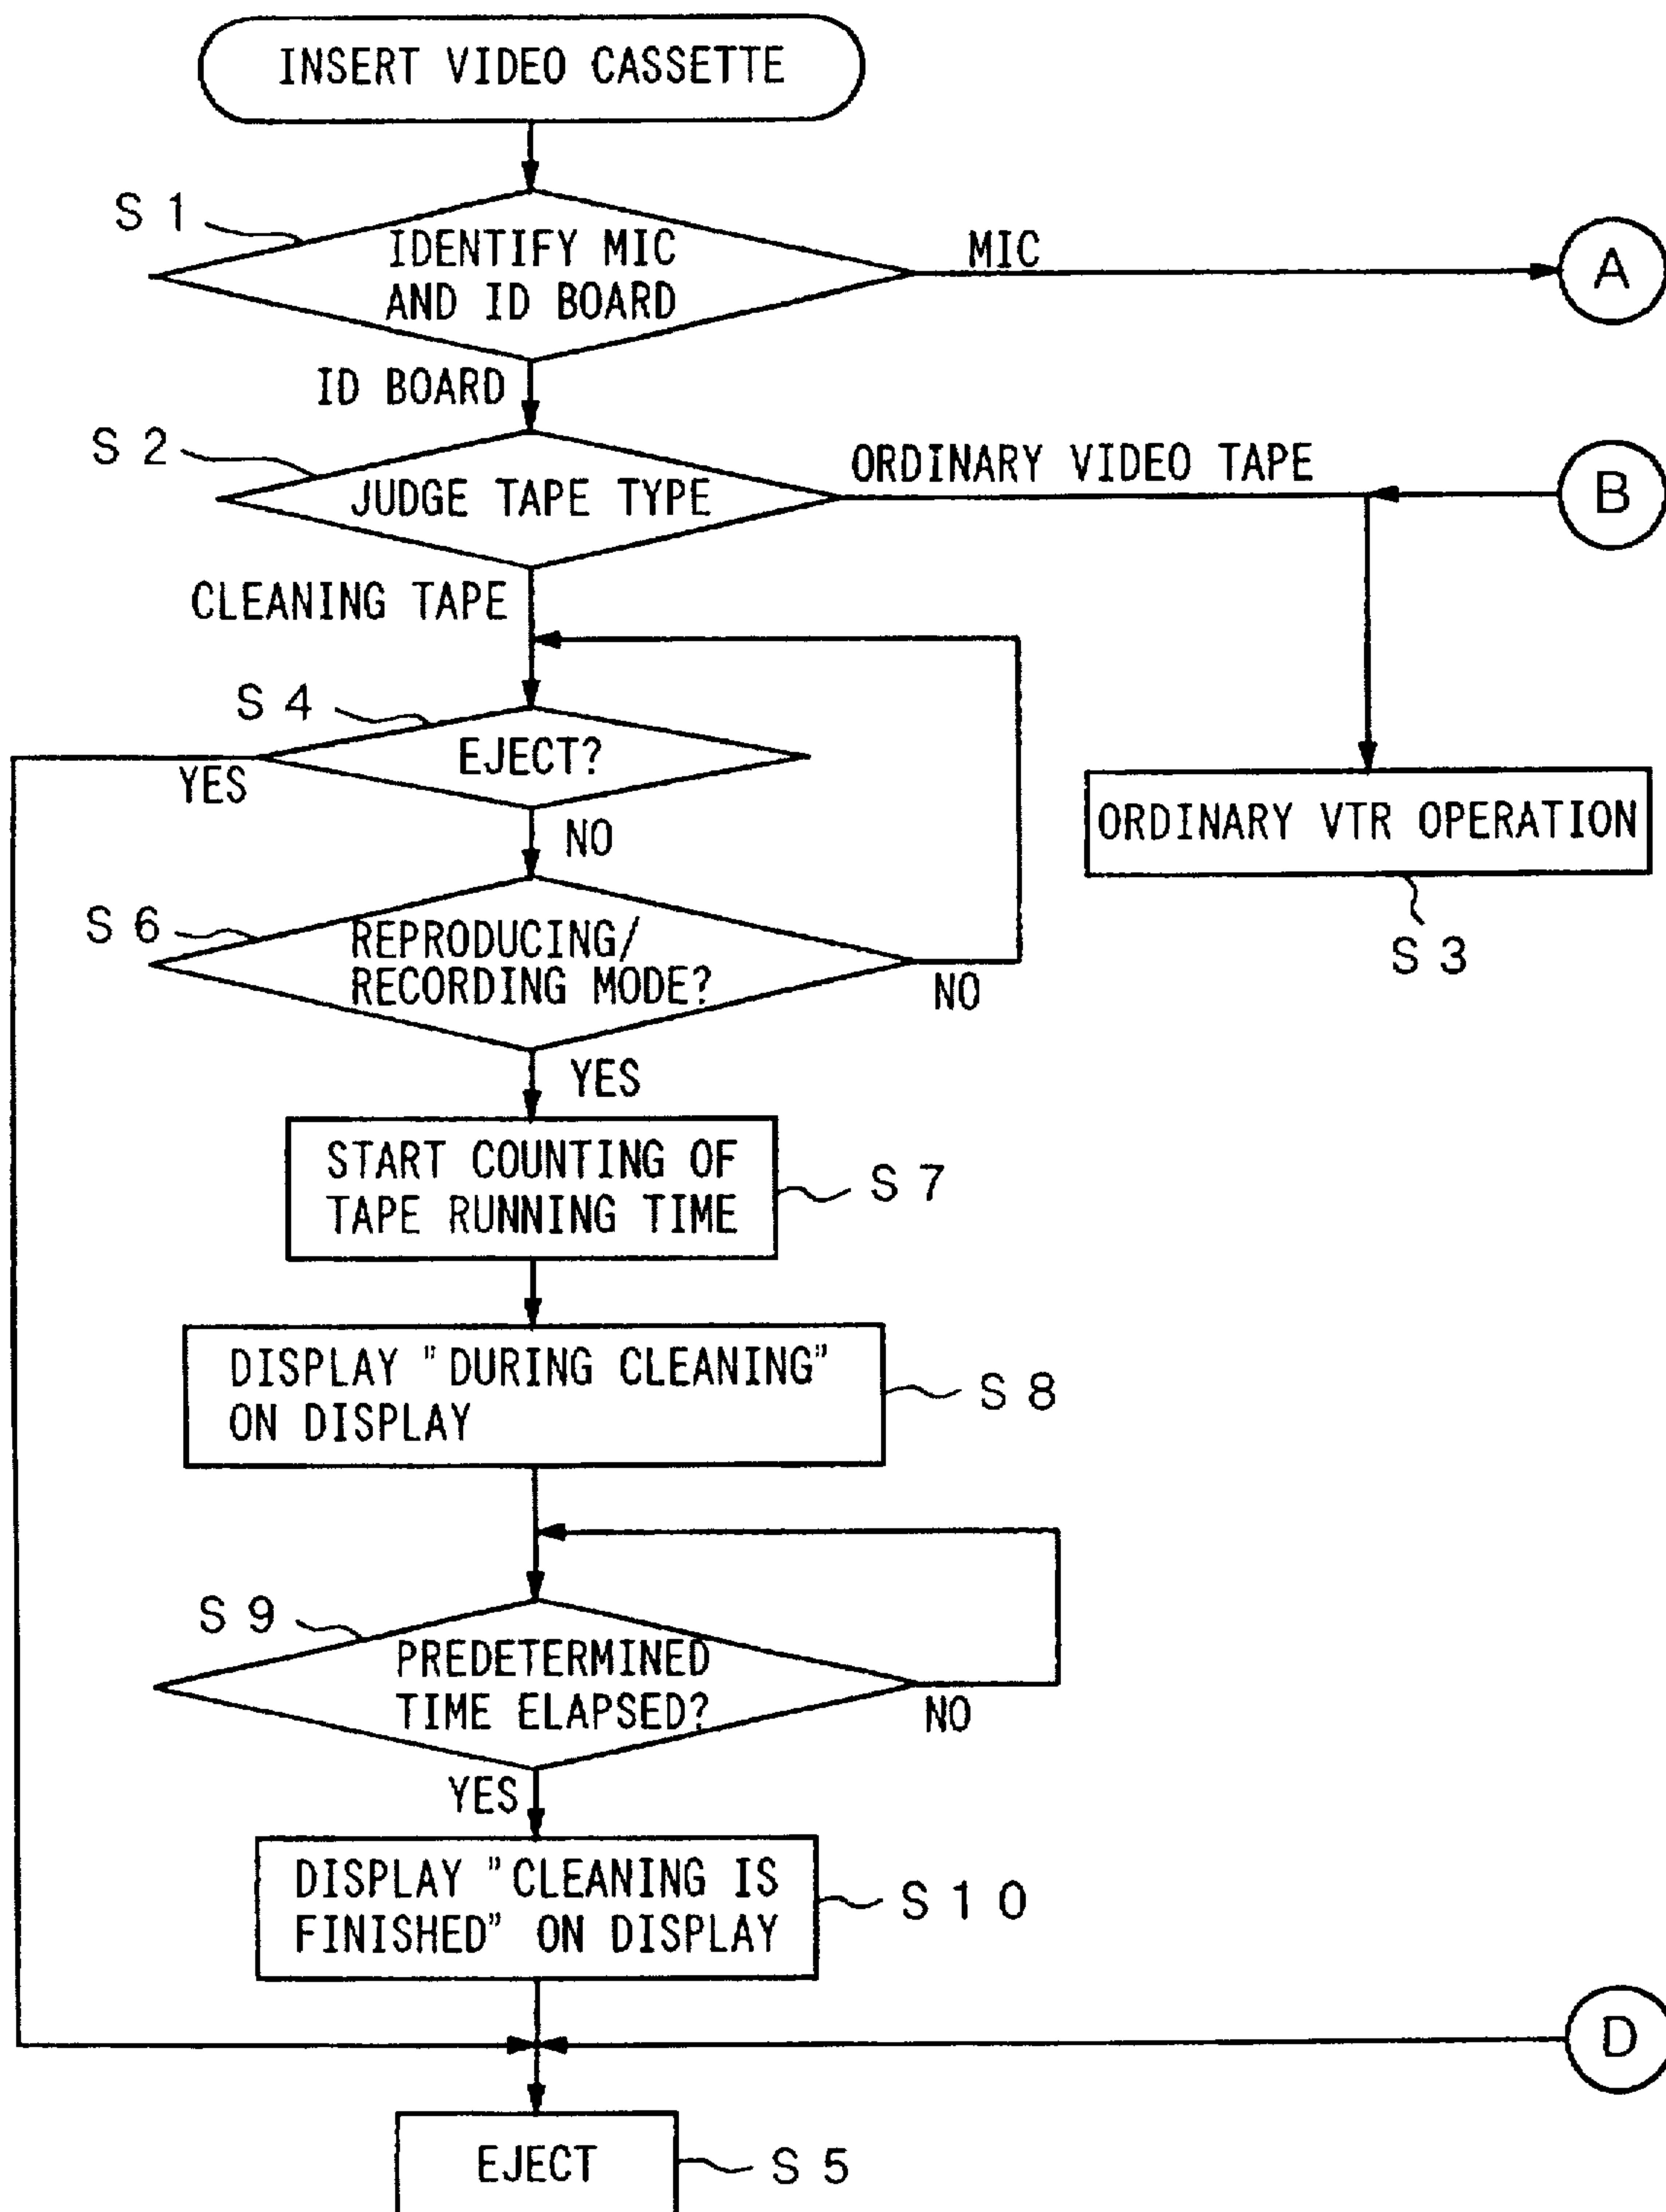 INSERT VIDEO CASSETTE
S 1
IDENTIFY MIC
AND ID BOARD
MIC
A
ID BOARD
S 2
JUDGE TAPE TYPE
ORDINARY VIDEO TAPE
B
CLEANING TAPE
S 4
EJECT?
YES
NO
ORDINARY VTR OPERATION
S 3
S 6
REPRODUCING/
RECORDING MODE?
NO
YES
START COUNTING OF
TAPE RUNNING TIME
S 7
DISPLAY "DURING CLEANING"
ON DISPLAY
S 8
S 9
PREDETERMINED
TIME ELAPSED?
NO
YES
DISPLAY "CLEANING IS
FINISHED" ON DISPLAY
S 1 0
D
EJECT
S 5